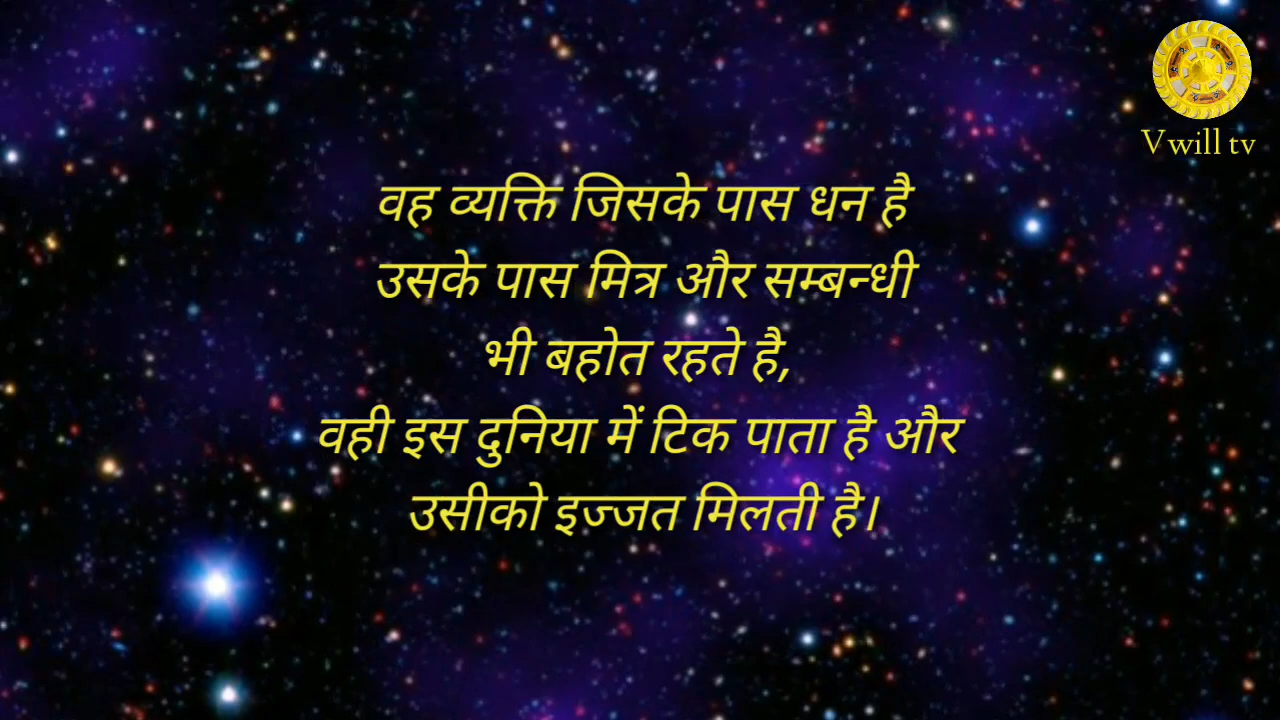 Vwill tv
वह व्यक्ति जिसके पास धन है
उसके पास मित्र और सम्बन्धी
भी बहोत रहते है,
वही इस दुनिया में टिक पाता है और
उसीको इज्जत मिलती है।